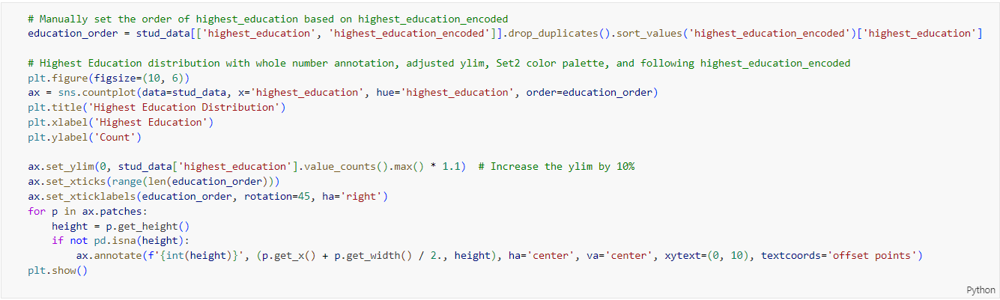 # Manually set the order of highest_education based on highest_education_encoded
education_order = stud_data[['highest_education', 'highest_education_encoded']].drop_duplicates().sort_values('highest_education_encoded')['highest_education']

# Highest Education distribution with whole number annotation, adjusted ylim, Set2 color palette, and following highest_education_encoded
plt.figure(figsize=(10, 6))
ax = sns.countplot(data=stud_data, x='highest_education', hue='highest_education', order=education_order)
plt.title('Highest Education Distribution')
plt.xlabel('Highest Education')
plt.ylabel('Count')

ax.set_ylim(0, stud_data['highest_education'].value_counts().max() * 1.1)  # Increase the ylim by 10%
ax.set_xticks(range(len(education_order)))
ax.set_xticklabels(education_order, rotation=45, ha='right')
for p in ax.patches:
    height = p.get_height()
    if not pd.isna(height):
        ax.annotate(f'{int(height)}', (p.get_x() + p.get_width() / 2., height), ha='center', va='center', xytext=(0, 10), textcoords='offset points')
plt.show()
Python